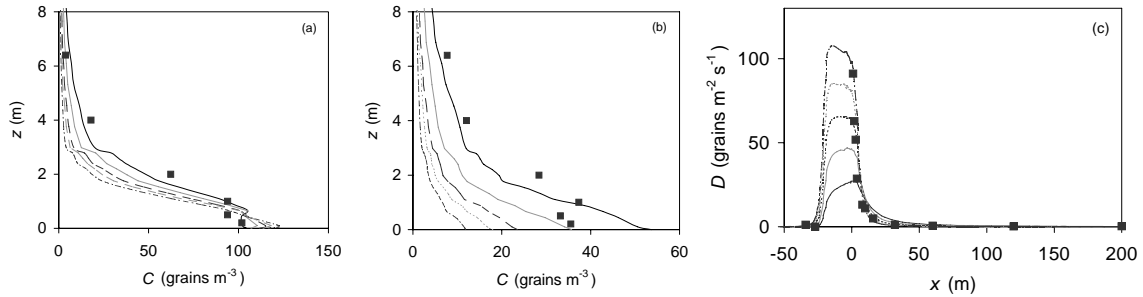 (a)
8
6
4
2
0
z (m)
0 50 100 150
C (grains m-3)
(b)
8
6
4
2
0
z (m)
0 20 40 60
C (grains m-3)
(c)
100
50
0
D (grains m-2 s-1)
-50 0 50 100 150 200
x (m)